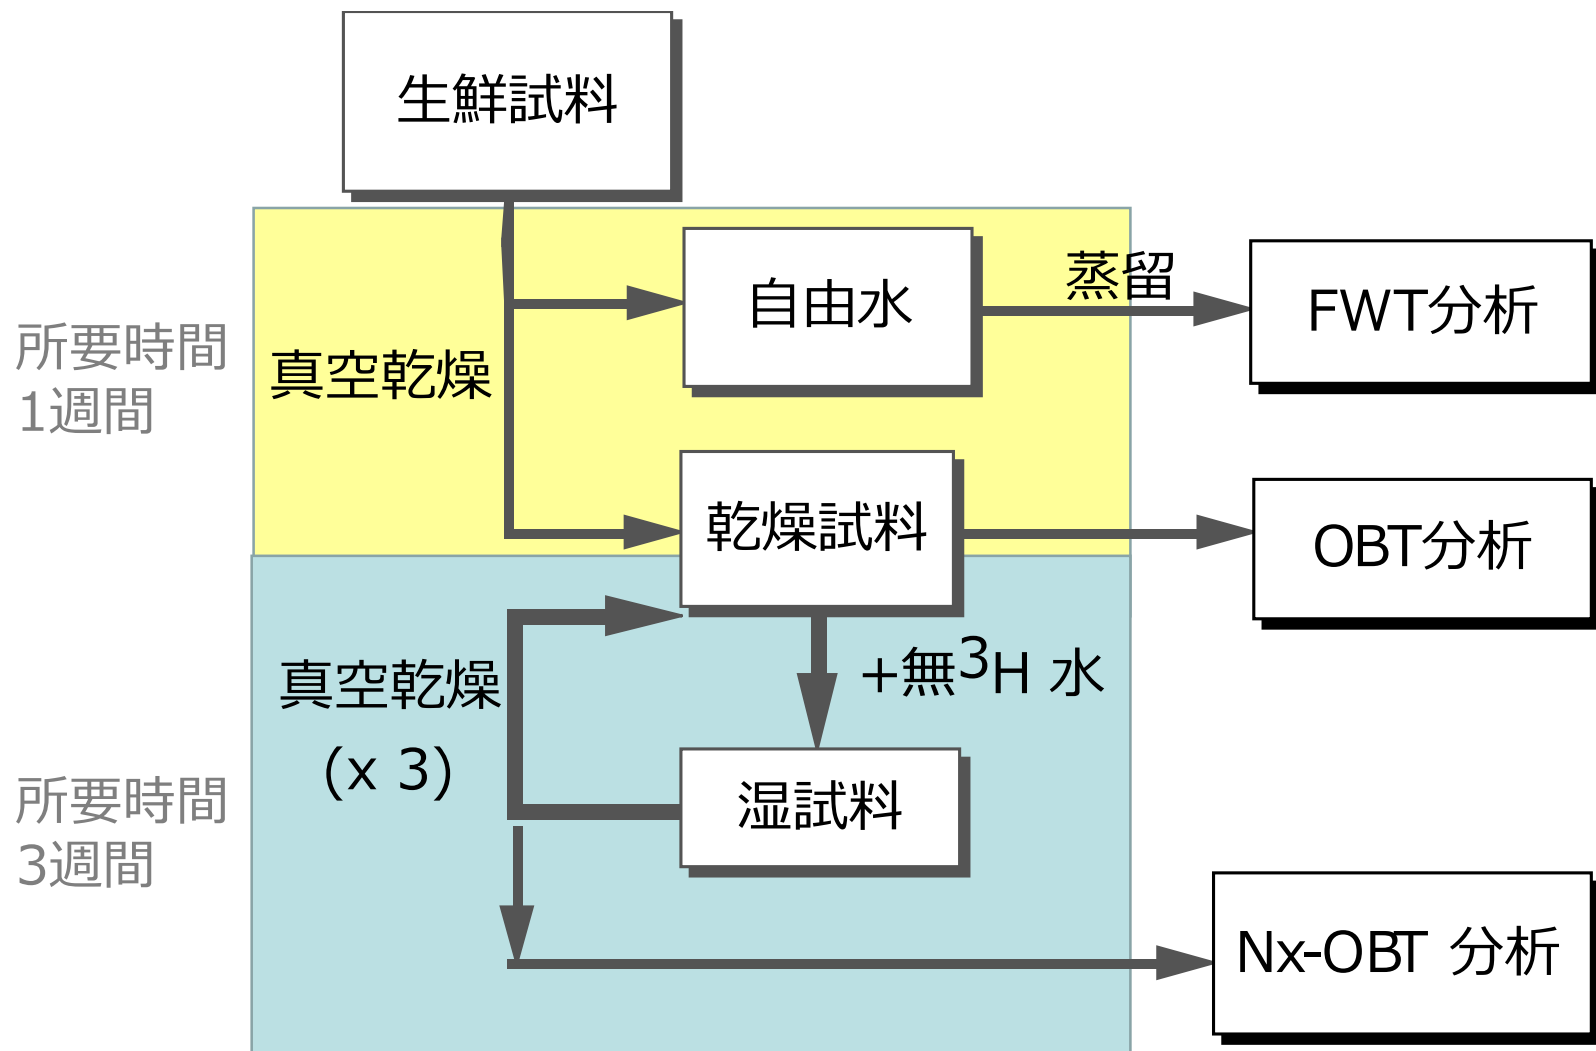 生鮮試料
自由水
蒸留
FWT分析
所要時間
1週間
真空乾燥
乾燥試料
OBT分析
+無³H 水
真空乾燥
(x 3)
湿試料
所要時間
3週間
Nx-OBT 分析